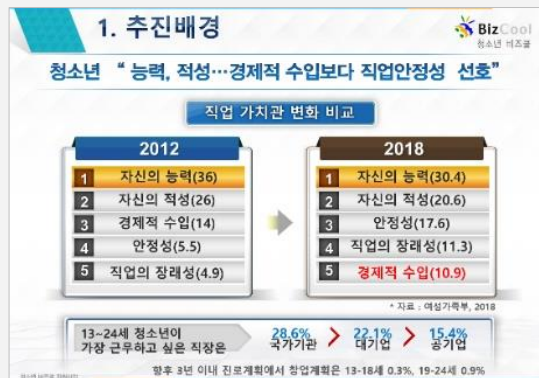 1. 추진배경
BizCool
청소년 비즈쿨
청소년 “ 능력, 적성…경제적 수입보다 직업안정성 선호”
직업 가치관 변화 비교
2012
1 자신의 능력(36)
2 자신의 적성(26)
3 경제적 수입(14)
4 안정성(5.5)
5 직업의 장래성(4.9)
2018
1 자신의 능력(30.4)
2 자신의 적성(20.6)
3 안정성(17.6)
4 직업의 장래성(11.3)
5 경제적 수입(10.9)
* 자료 : 여성가족부, 2018
13~24세 청소년이
가장 근무하고 싶은 직장은
28.6% > 22.1% > 15.4%
국가기관 대기업 공기업
향후 3년 이내 진로계획에서 창업계획은 13-18세 0.3%, 19-24세 0.9%